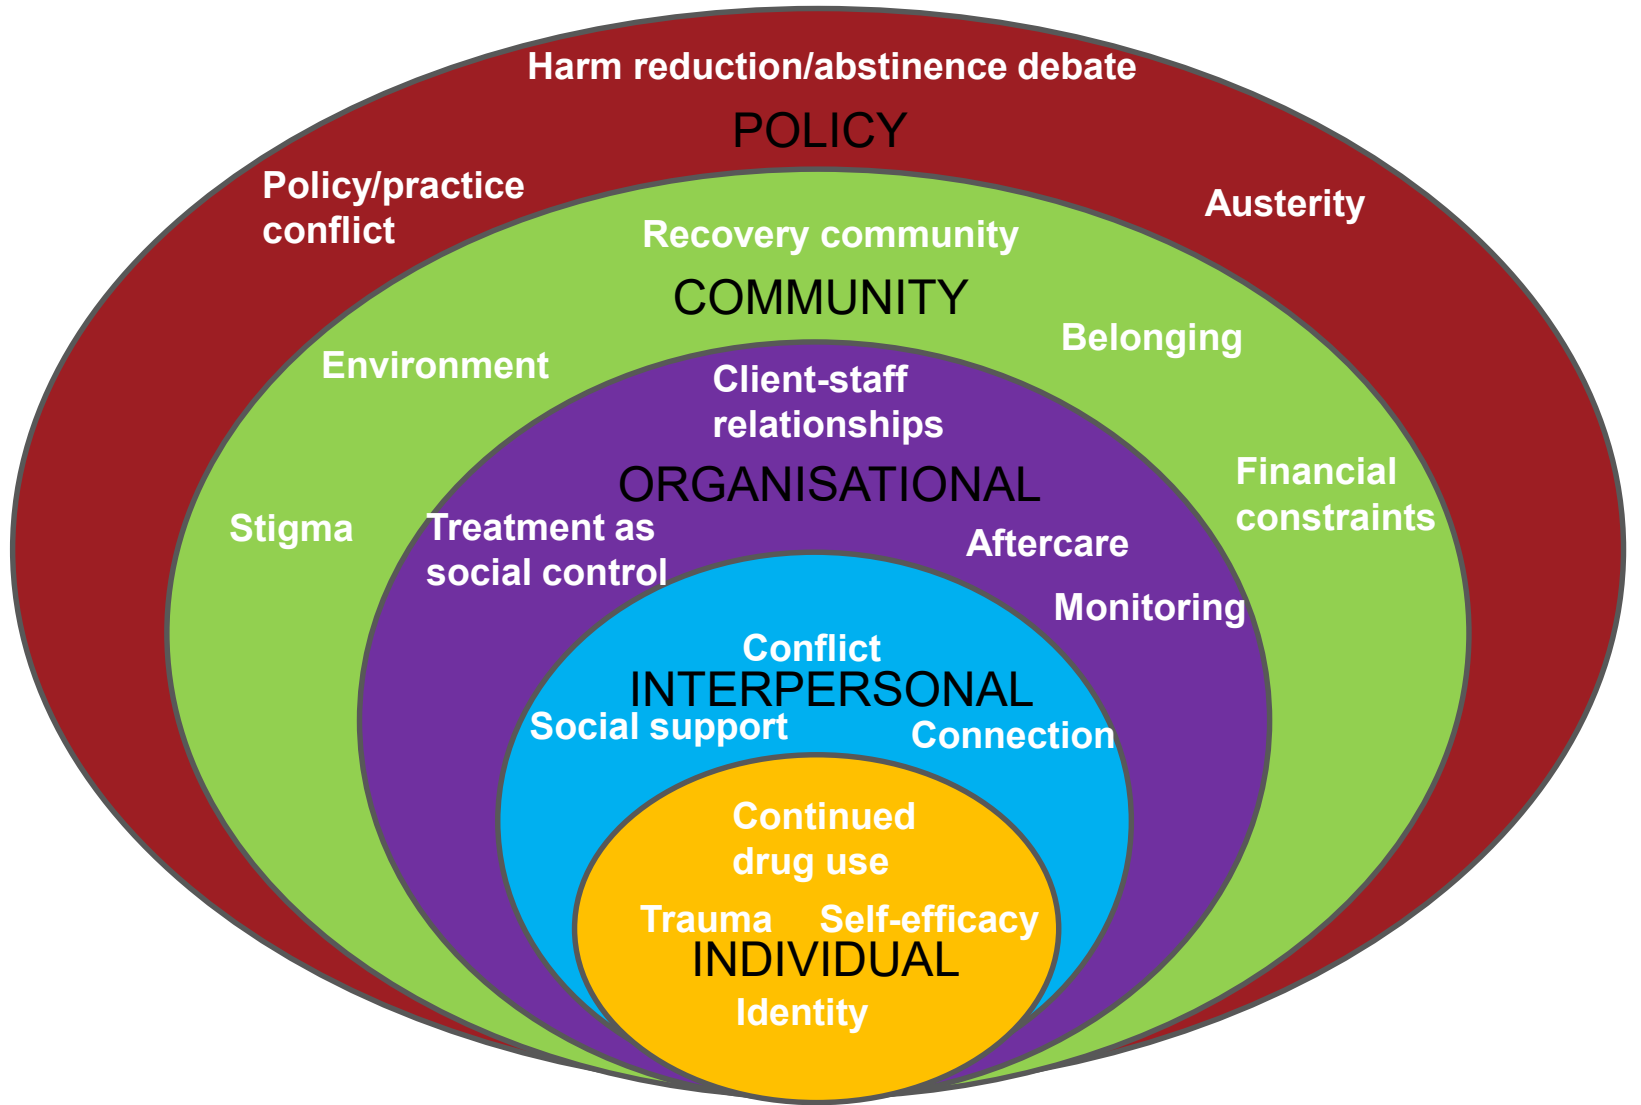 Harm reduction/abstinence debate
POLICY
Policy/practice
conflict
Austerity
Recovery community
COMMUNITY
Environment
Belonging
Stigma
Financial
constraints
Client-staff
relationships
ORGANISATIONAL
Treatment as
social control
Aftercare
Monitoring
Conflict
INTERPERSONAL
Social support
Connection
Continued
drug use
Trauma
Self-efficacy
INDIVIDUAL
Identity